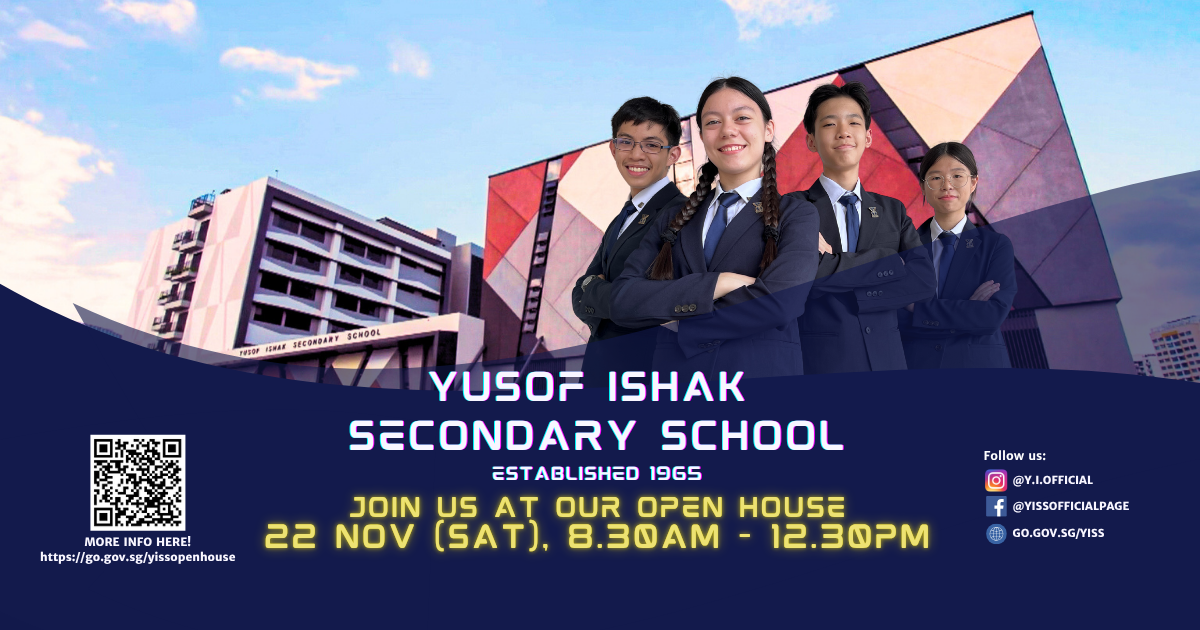 YUSOF ISHAK SECONDARY SCHOOL
YUSOF ISHAK
SECONDARY SCHOOL
ESTABLISHED 1965
JOIN US AT OUR OPEN HOUSE
22 NOV (SAT), 8.30AM - 12.30PM
MORE INFO HERE!
https://go.gov.sg/yissopenhouse
Follow us:
@Y.I.OFFICIAL
@YISSOFFICIALPAGE
GO.GOV.SG/YISS